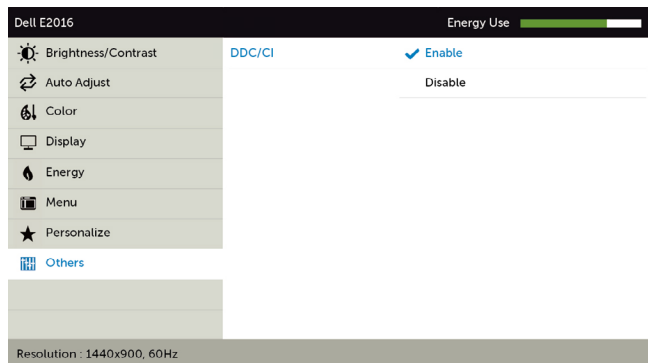 Dell E2016 Energy Use
Brightness/Contrast DDC/CI Enable
Auto Adjust Disable
Color
Display
Energy
Menu
Personalize
Others
Resolution : 1440x900, 60Hz